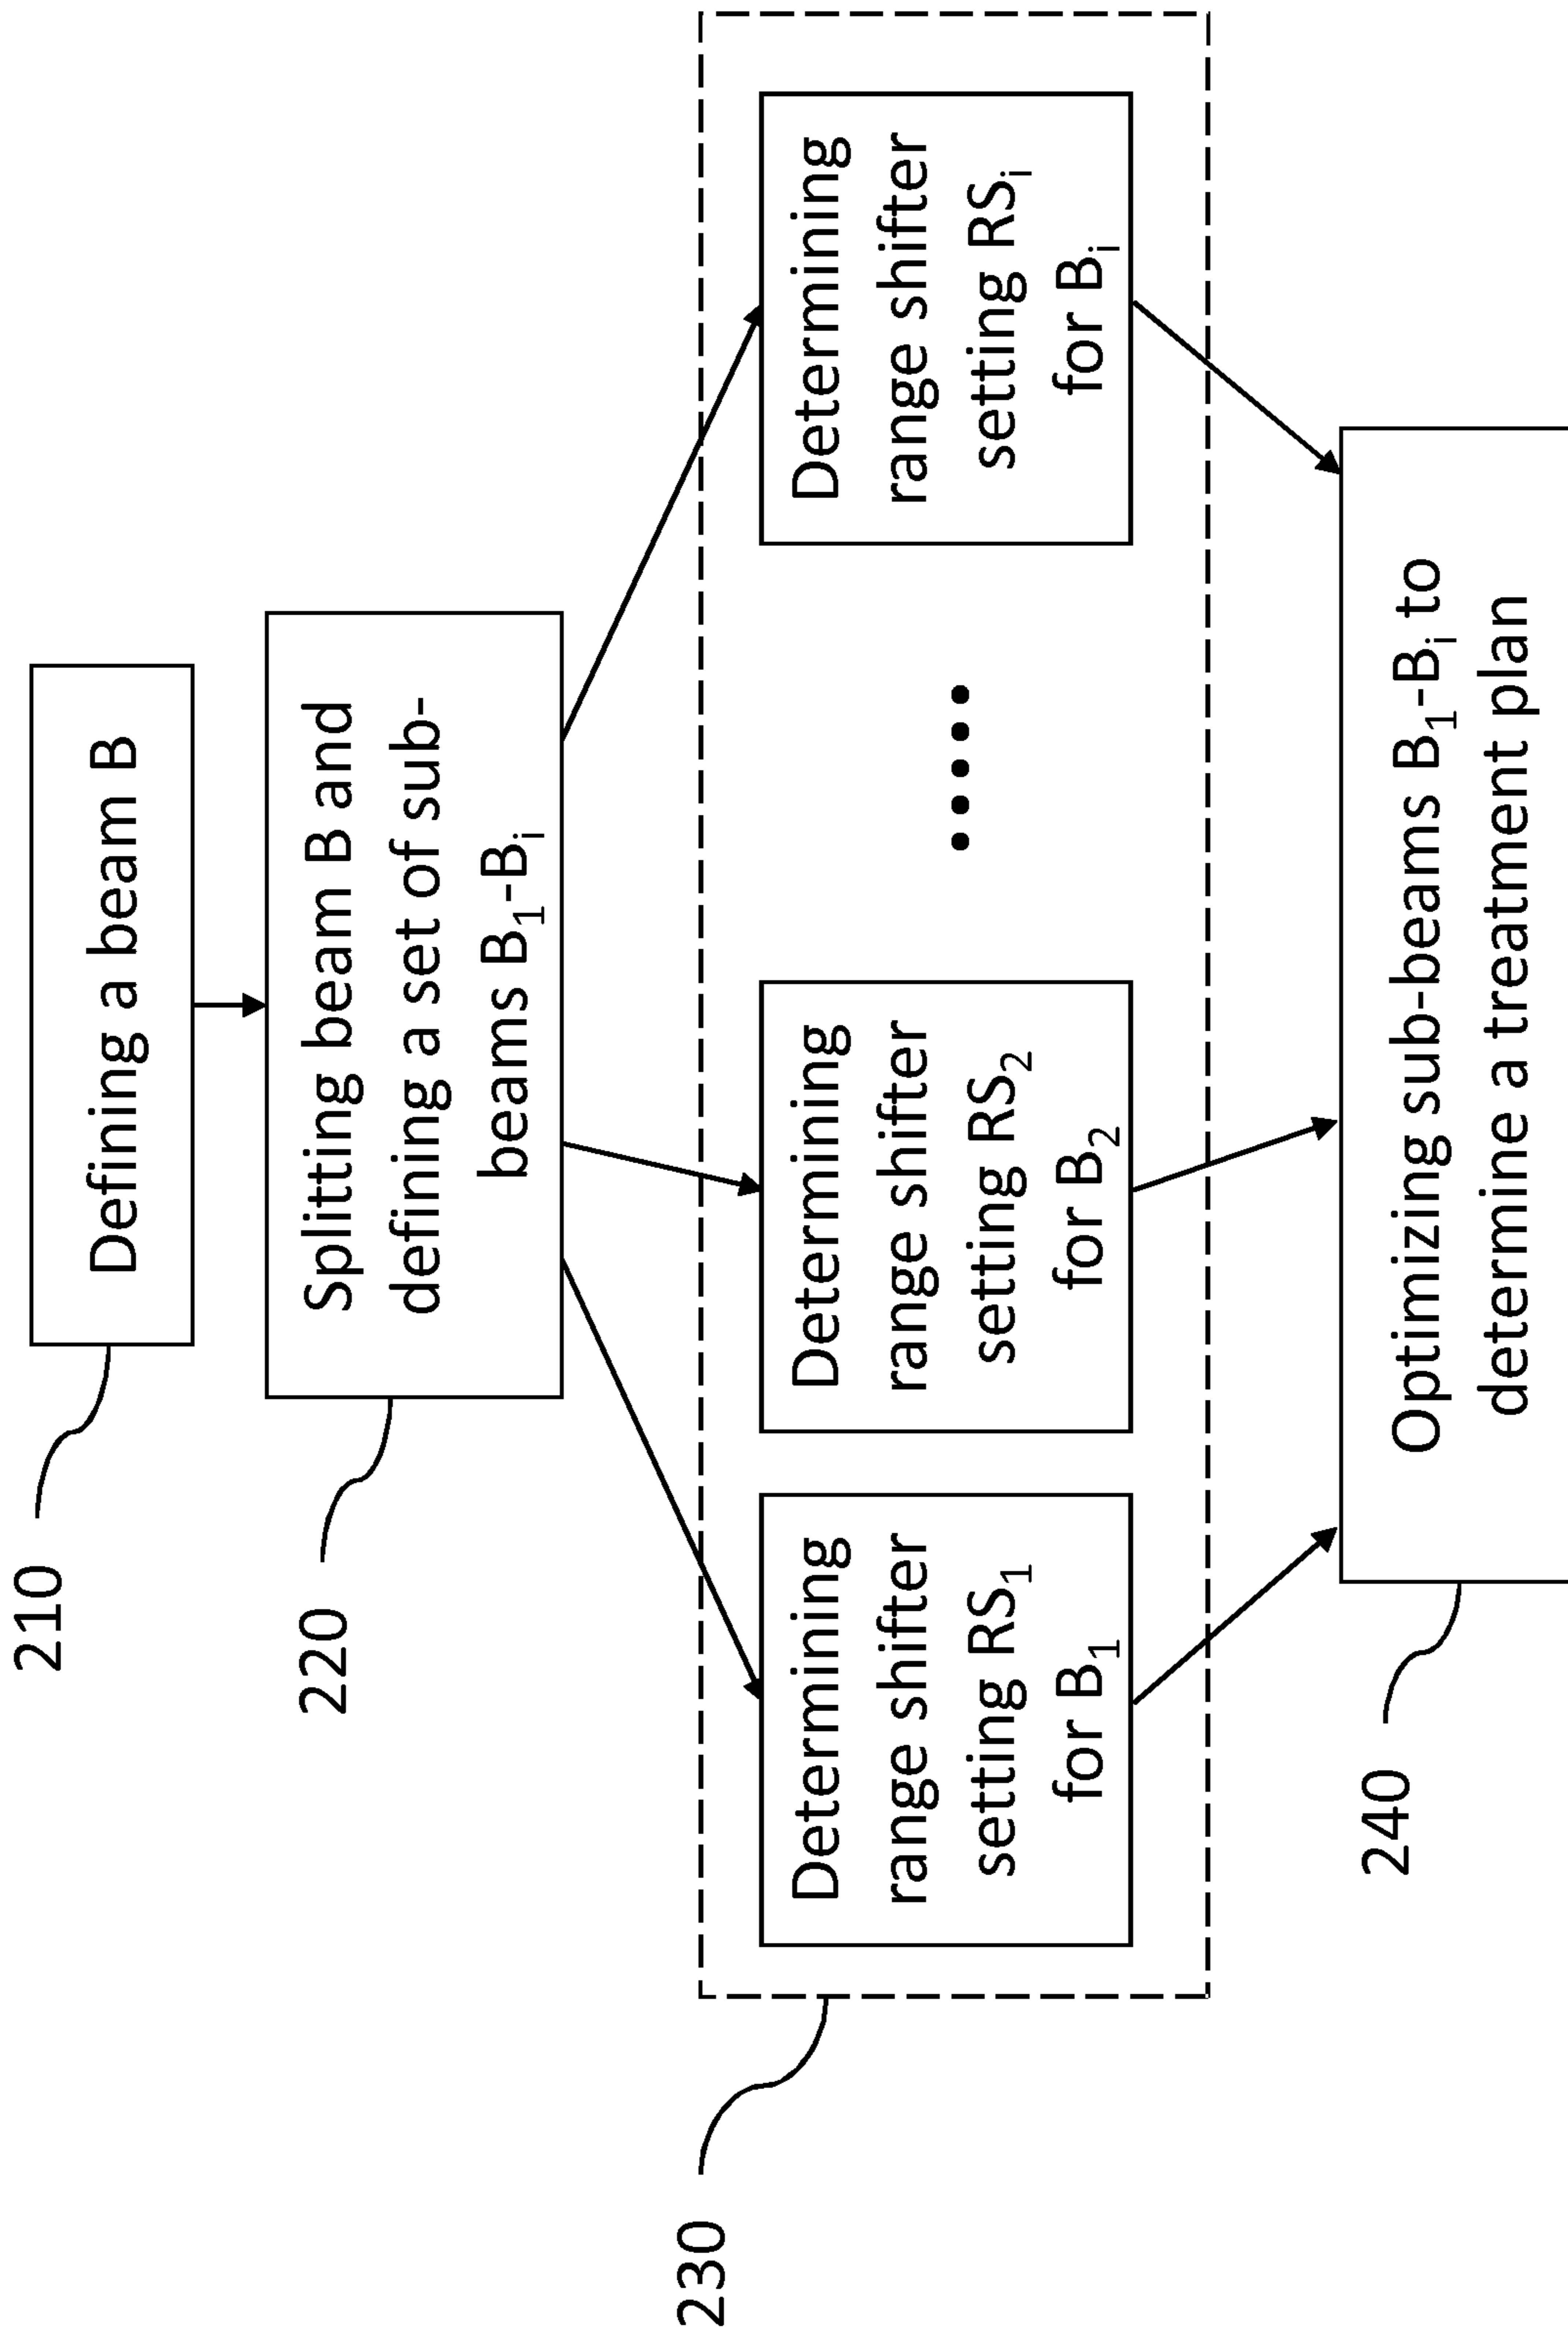 210
Defining a beam B
220
Splitting beam B and
defining a set of sub-
beams B₁-Bᵢ
230
Determining
range shifter
setting RS₁
for B₁
Determining
range shifter
setting RS₂
for B₂
.....
Determining
range shifter
setting RSᵢ
for Bᵢ
240
Optimizing sub-beams B₁-Bᵢ to
determine a treatment plan